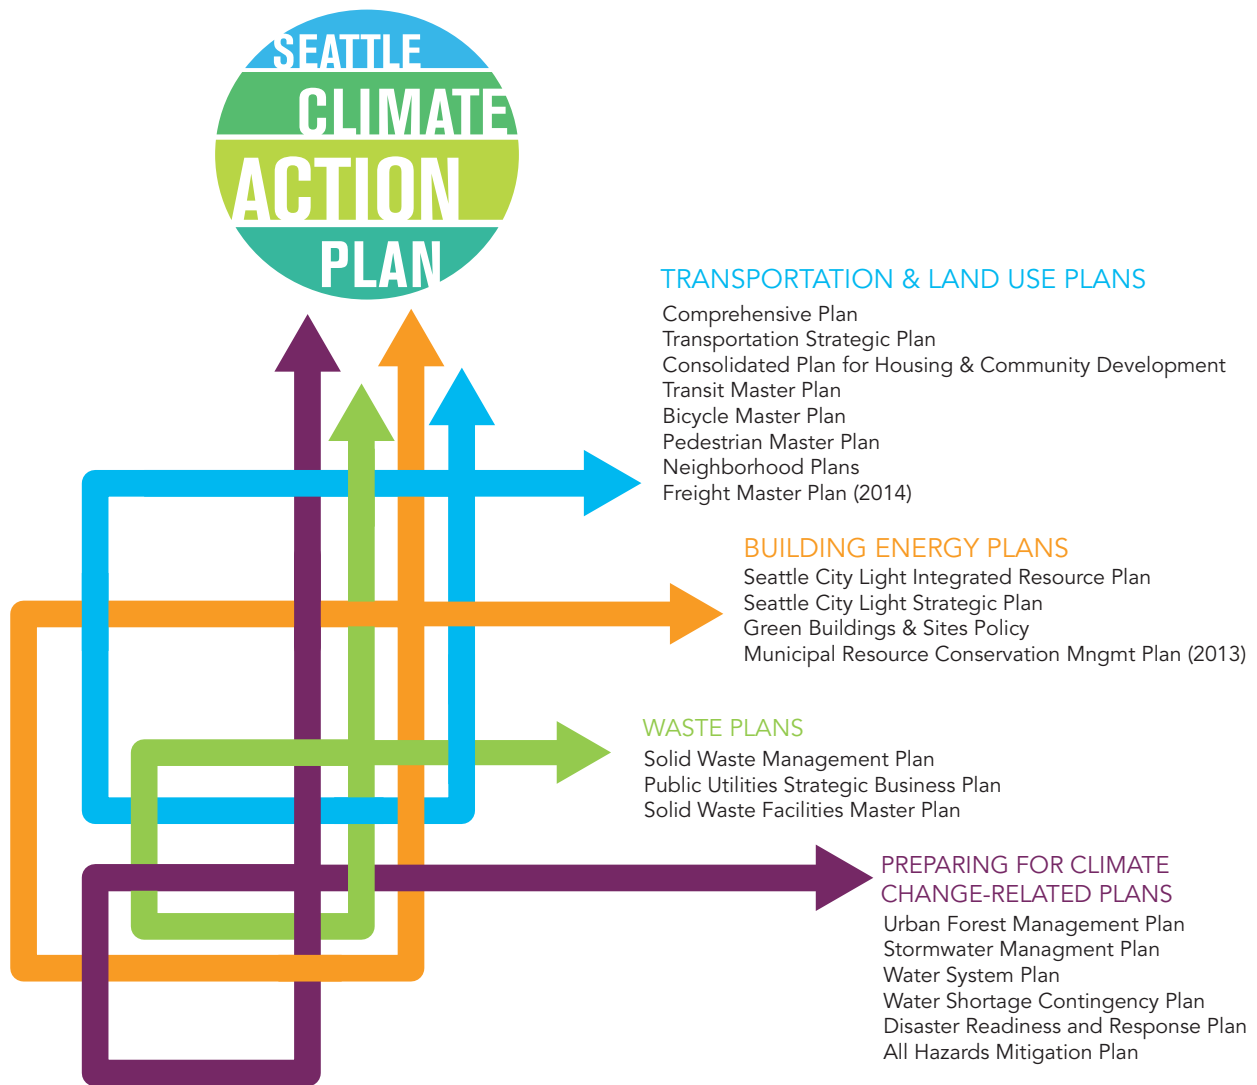 SEATTLE
CLIMATE
ACTION
PLAN
TRANSPORTATION & LAND USE PLANS
Comprehensive Plan
Transportation Strategic Plan
Consolidated Plan for Housing & Community Development
Transit Master Plan
Bicycle Master Plan
Pedestrian Master Plan
Neighborhood Plans
Freight Master Plan (2014)
BUILDING ENERGY PLANS
Seattle City Light Integrated Resource Plan
Seattle City Light Strategic Plan
Green Buildings & Sites Policy
Municipal Resource Conservation Mngmt Plan (2013)
WASTE PLANS
Solid Waste Management Plan
Public Utilities Strategic Business Plan
Solid Waste Facilities Master Plan
PREPARING FOR CLIMATE
CHANGE-RELATED PLANS
Urban Forest Management Plan
Stormwater Managment Plan
Water System Plan
Water Shortage Contingency Plan
Disaster Readiness and Response Plan
All Hazards Mitigation Plan